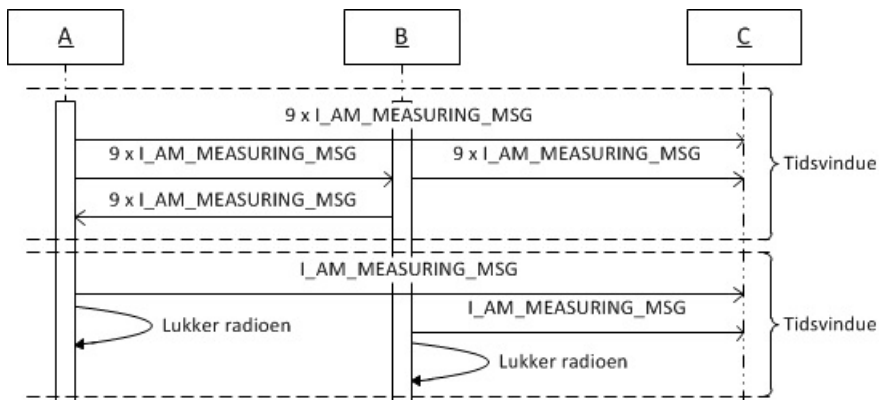 A
B
C
9 x I_AM_MEASURING_MSG
9 x I_AM_MEASURING_MSG
9 x I_AM_MEASURING_MSG
Tidsvindue
9 x I_AM_MEASURING_MSG
I_AM_MEASURING_MSG
I_AM_MEASURING_MSG
Lukker radioen
Tidsvindue
Lukker radioen